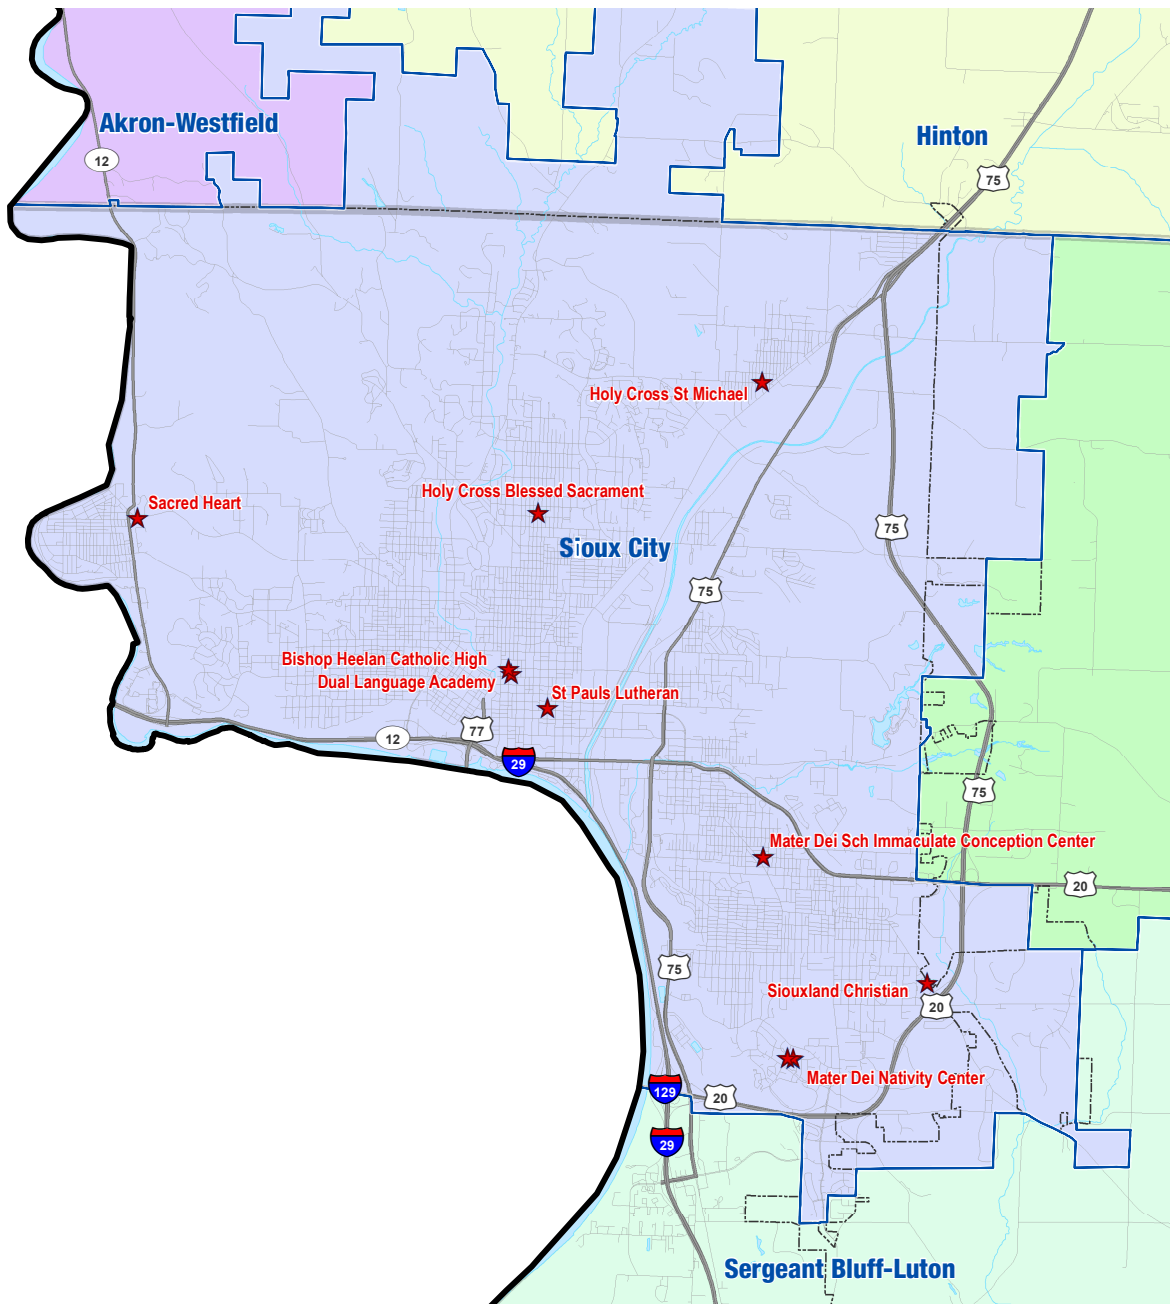 Akron-Westfield
Hinton
12
75
Holy Cross St Michael
Holy Cross Blessed Sacrament
Sacred Heart
75
Sioux City
75
Bishop Heelan Catholic High
Dual Language Academy
St Pauls Lutheran
77
12
29
75
Mater Dei Sch Immaculate Conception Center
20
75
Siouxland Christian
20
Mater Dei Nativity Center
129
20
29
Sergeant Bluff-Luton